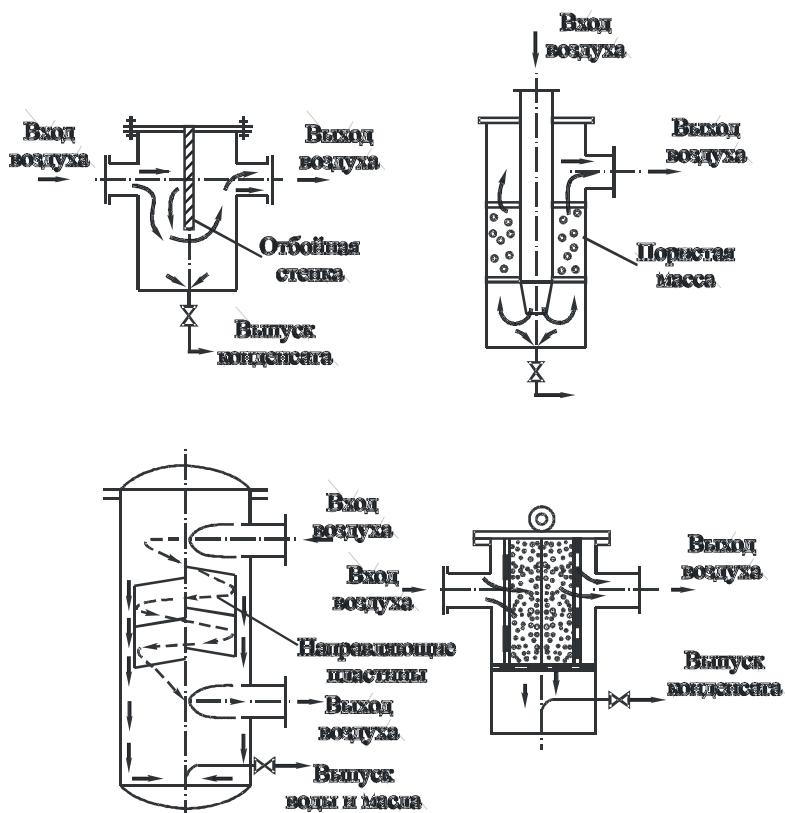 Вход
воздуха
Вход
воздуха
Выход
воздуха
Выход
воздуха
Отбойная
стенка
Пористая
масса
Выпуск
конденсата
Вход
воздуха
Вход
воздуха
Выход
воздуха
Направляющие
пластины
Выход
воздуха
Выпуск
конденсата
Выпуск
воды и масла